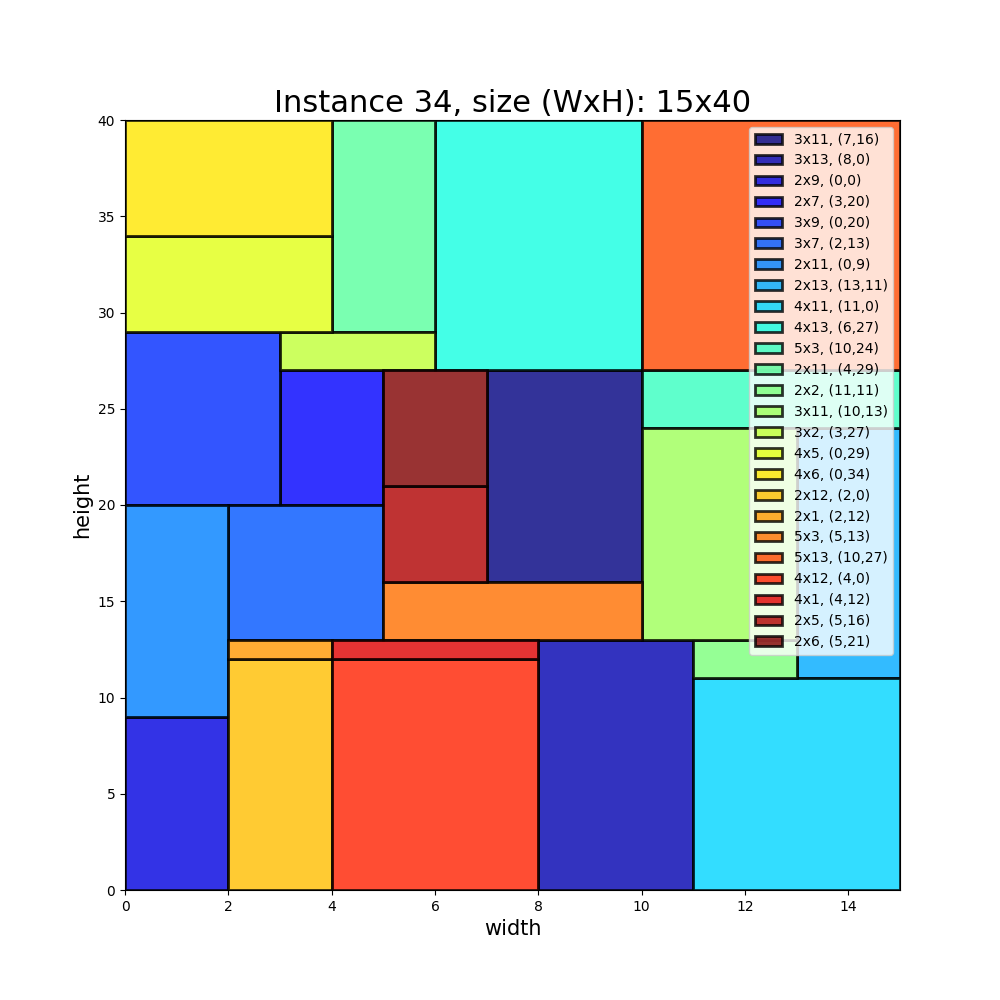 Instance 34, size (WxH): 15x40
40
35
30
25
20
15
10
5
0
height
3x11, (7,16)
3x13, (8,0)
2x9, (0,0)
2x7, (3,20)
3x9, (0,20)
3x7, (2,13)
2x11, (0,9)
2x13, (13,11)
4x11, (11,0)
4x13, (6,27)
5x3, (10,24)
2x11, (4,29)
2x2, (11,11)
3x11, (10,13)
3x2, (3,27)
4x5, (0,29)
4x6, (0,34)
2x12, (2,0)
2x1, (2,12)
5x3, (5,13)
5x13, (10,27)
4x12, (4,0)
4x1, (4,12)
2x5, (5,16)
2x6, (5,21)
0 2 4 6 8 10 12 14
width